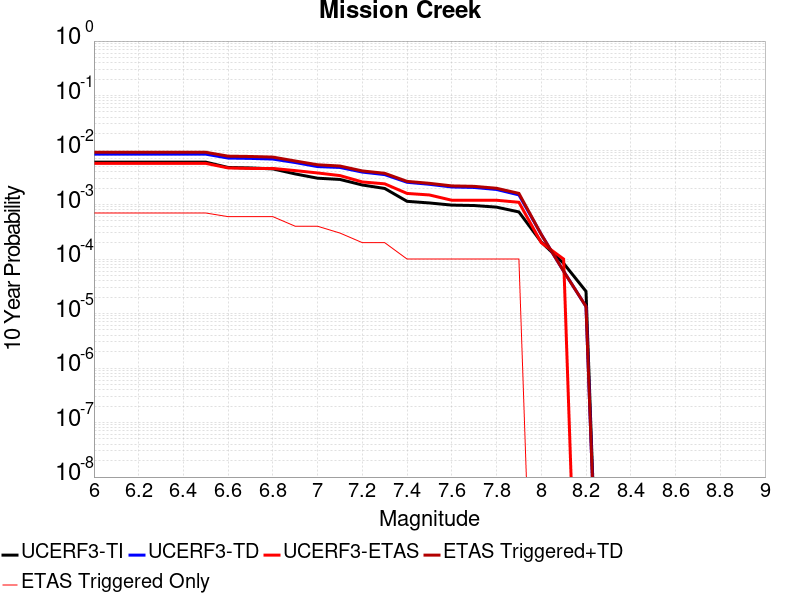 Mission Creek
10^0
10^-1
10^-2
10^-3
10^-4
10^-5
10^-6
10^-7
10^-8
10 Year Probability
6 6.2 6.4 6.6 6.8 7 7.2 7.4 7.6 7.8 8 8.2 8.4 8.6 8.8 9
Magnitude
UCERF3-TI UCERF3-TD UCERF3-ETAS ETAS Triggered+TD
ETAS Triggered Only